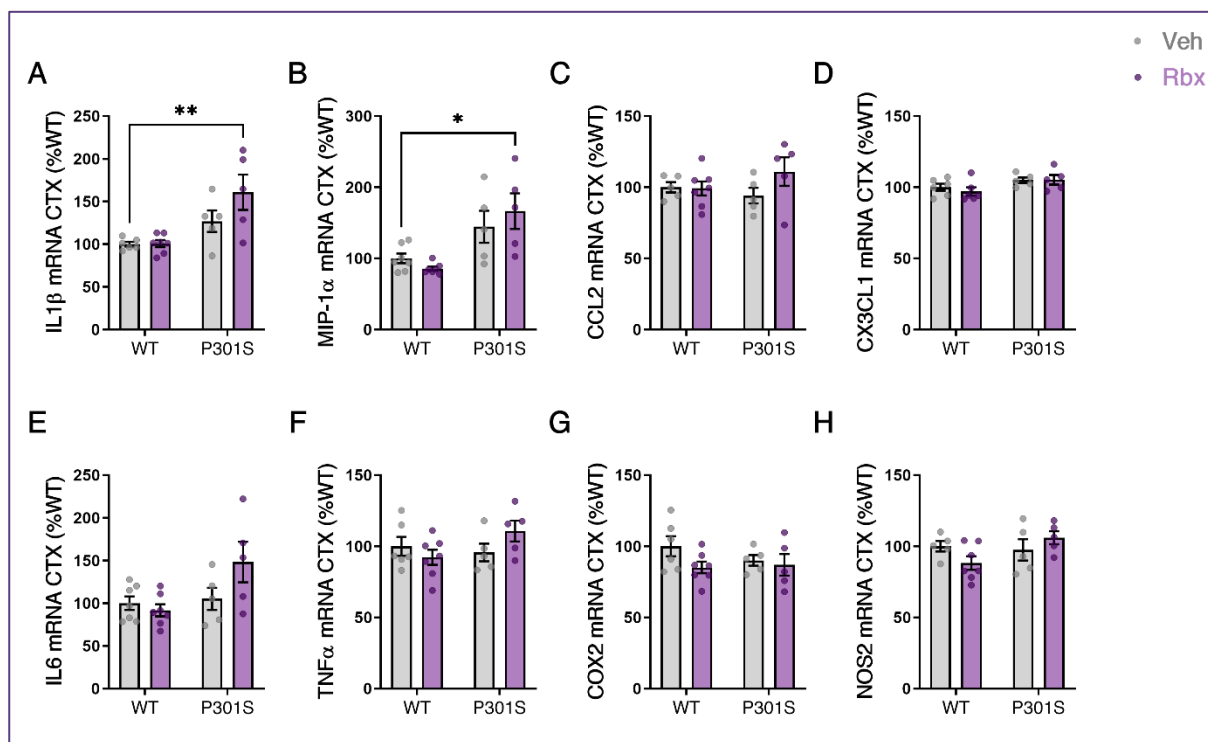 Veh
Rbx
A
**
IL1β mRNA CTX (%WT)
250
200
150
100
50
0
WT P301S
B
*
MIP-1α mRNA CTX (%WT)
300
200
100
0
WT P301S
C
CCL2 mRNA CTX (%WT)
150
100
50
0
WT P301S
D
CX3CL1 mRNA CTX (%WT)
150
100
50
0
WT P301S
E
IL6 mRNA CTX (%WT)
250
200
150
100
50
0
WT P301S
F
TNFα mRNA CTX (%WT)
150
100
50
0
WT P301S
G
COX2 mRNA CTX (%WT)
150
100
50
0
WT P301S
H
NOS2 mRNA CTX (%WT)
150
100
50
0
WT P301S